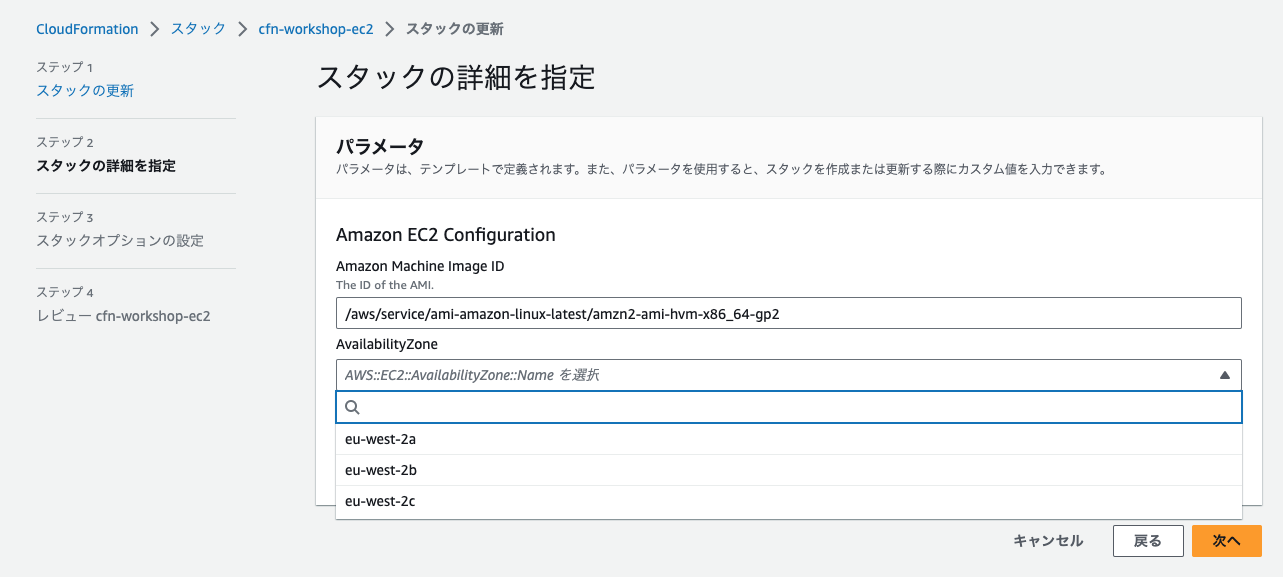 CloudFormation > スタック > cfn-workshop-ec2 > スタックの更新
ステップ 1
スタックの更新
ステップ 2
スタックの詳細を指定
ステップ 3
スタックオプションの設定
ステップ 4
レビュー cfn-workshop-ec2
スタックの詳細を指定
パラメータ
パラメータは、テンプレートで定義されます。また、パラメータを使用すると、スタックを作成または更新する際にカスタム値を入力できます。
Amazon EC2 Configuration
Amazon Machine Image ID
The ID of the AMI.
/aws/service/ami-amazon-linux-latest/amzn2-ami-hvm-x86_64-gp2
AvailabilityZone
AWS::EC2::AvailabilityZone::Name を選択
eu-west-2a
eu-west-2b
eu-west-2c
キャンセル 戻る 次へ